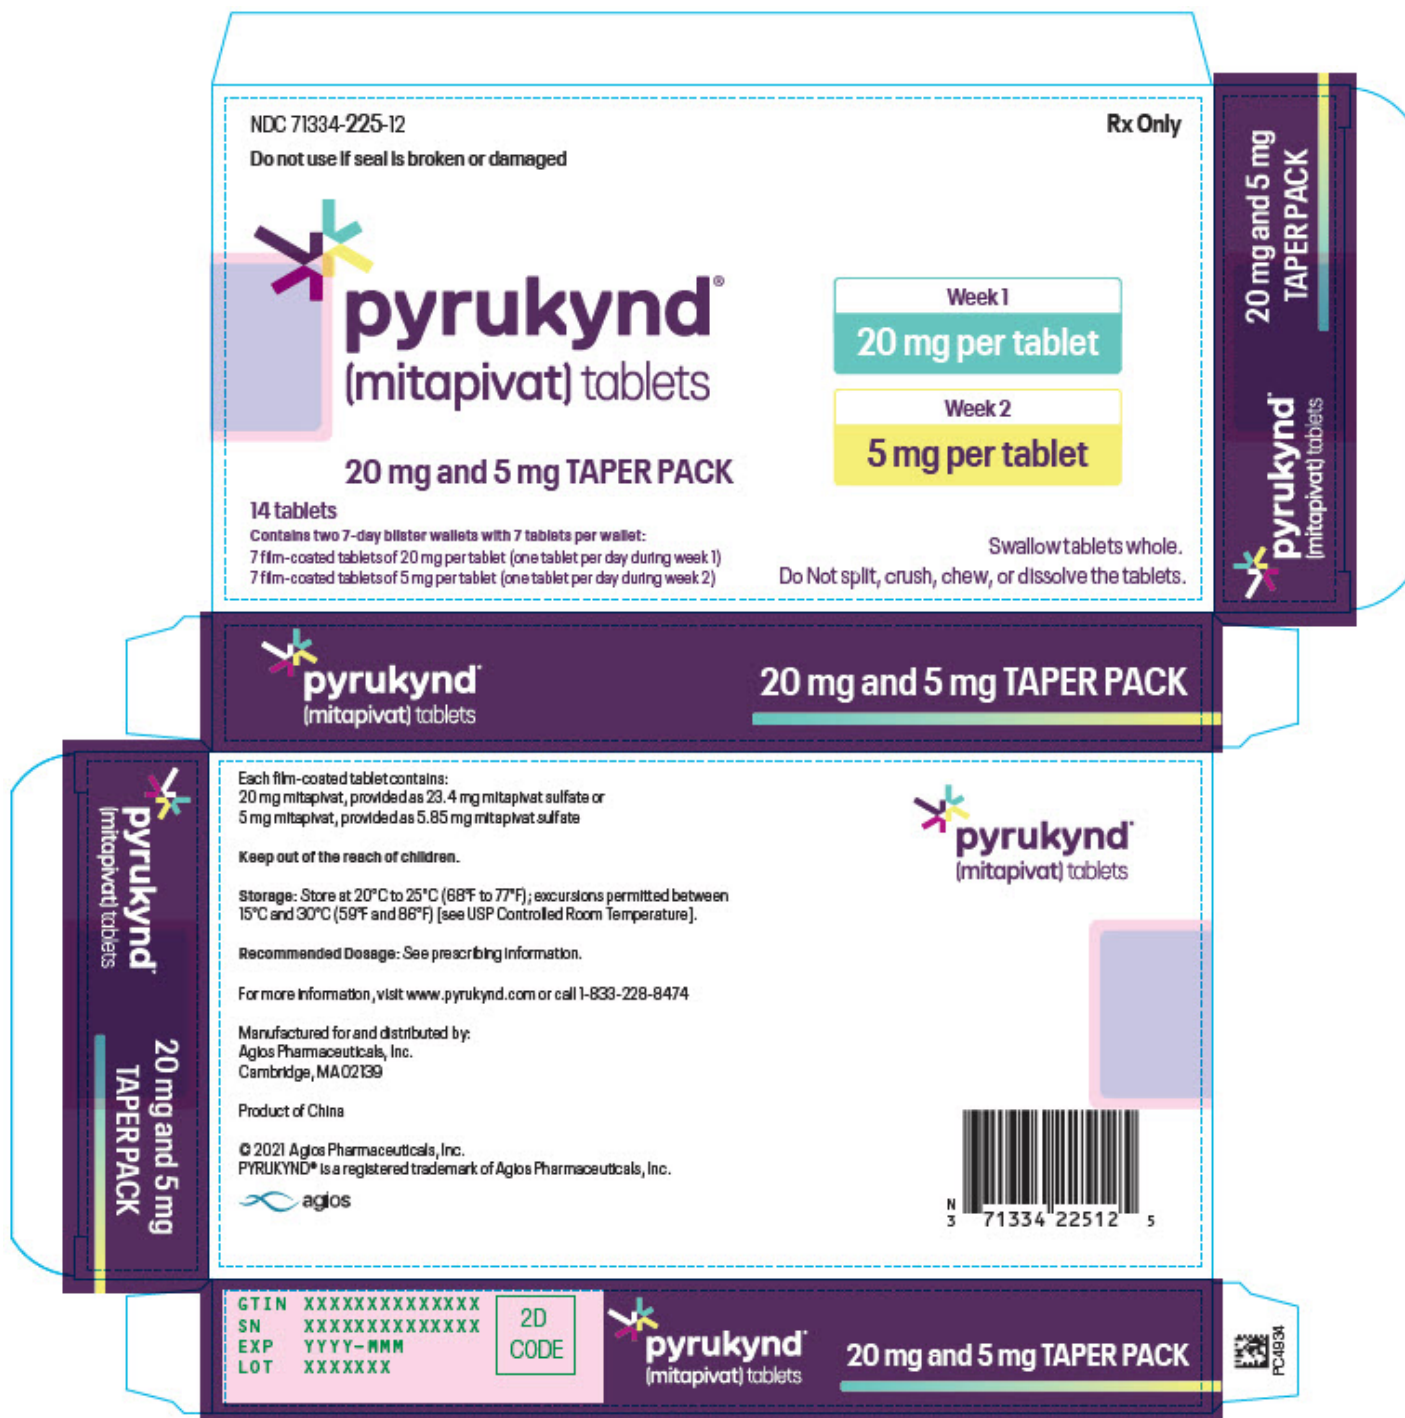 NDC 71334-225-12
Rx Only
Do not use if seal is broken or damaged
pyrukynd®
(mitapivat) tablets
20 mg and 5 mg TAPER PACK
Week 1
20 mg per tablet
Week 2
5 mg per tablet
14 tablets
Contains two 7-day blister wallets with 7 tablets per wallet:
7 film-coated tablets of 20 mg per tablet (one tablet per day during week 1)
7 film-coated tablets of 5 mg per tablet (one tablet per day during week 2)
Swallow tablets whole.
Do Not split, crush, chew, or dissolve the tablets.
20 mg and 5 mg
TAPER PACK
pyrukynd®
(mitapivat) tablets
pyrukynd®
(mitapivat) tablets
20 mg and 5 mg TAPER PACK
pyrukynd®
(mitapivat) tablets
20 mg and 5 mg
TAPER PACK
Each film-coated tablet contains:
20 mg mitapivat, provided as 23.4 mg mitapivat sulfate or
5 mg mitapivat, provided as 5.85 mg mitapivat sulfate
Keep out of the reach of children.
Storage: Store at 20°C to 25°C (68°F to 77°F); excursions permitted between
15°C and 30°C (59°F and 86°F) [see USP Controlled Room Temperature].
Recommended Dosage: See prescribing information.
For more information, visit www.pyrukynd.com or call 1-833-228-8474
Manufactured for and distributed by:
Agios Pharmaceuticals, Inc.
Cambridge, MA 02139
Product of China
© 2021 Agios Pharmaceuticals, Inc.
PYRUKYND® is a registered trademark of Agios Pharmaceuticals, Inc.
agios
pyrukynd®
(mitapivat) tablets
N
3 71334 22512 5
GTIN XXXXXXXXXXXXXX
SN XXXXXXXXXXXXXX
EXP YYYY-MMM
LOT XXXXXXX
2D
CODE
pyrukynd®
(mitapivat) tablets
20 mg and 5 mg TAPER PACK
PC4934